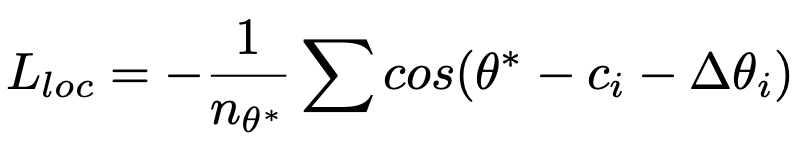 $L_{loc} = -\frac{1}{n_{\theta^*}} \sum cos(\theta^* - c_i - \Delta\theta_i)$